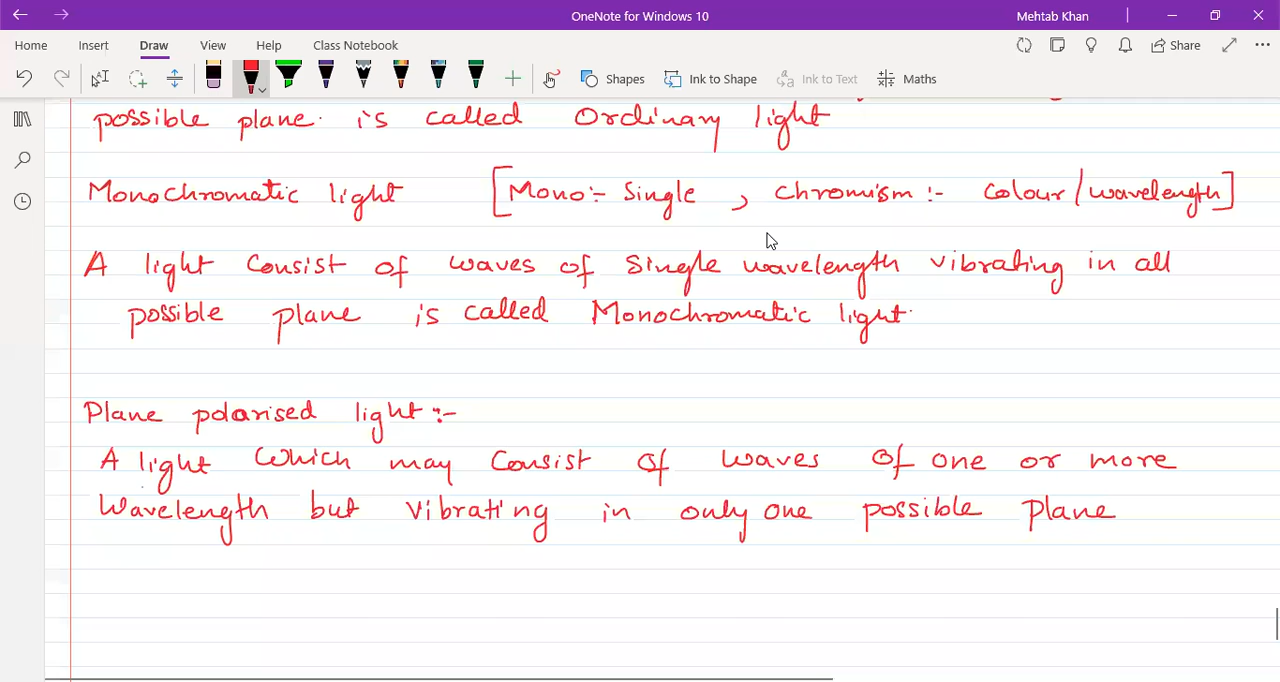 OneNote for Windows 10
Mehtab Khan
Home Insert Draw View Help Class Notebook Share
Shapes Ink to Shape Ink to Text Maths
possible plane. is called Ordinary light
Monochromatic light [Mono:- Single , Chromism:- Colour/wavelength]
A light Consist of waves of Single wavelength vibrating in all
possible plane is called Monochromatic light.
Plane polarised light:-
A light which may Consist of waves of one or more
wavelength but vibrating in only one possible plane